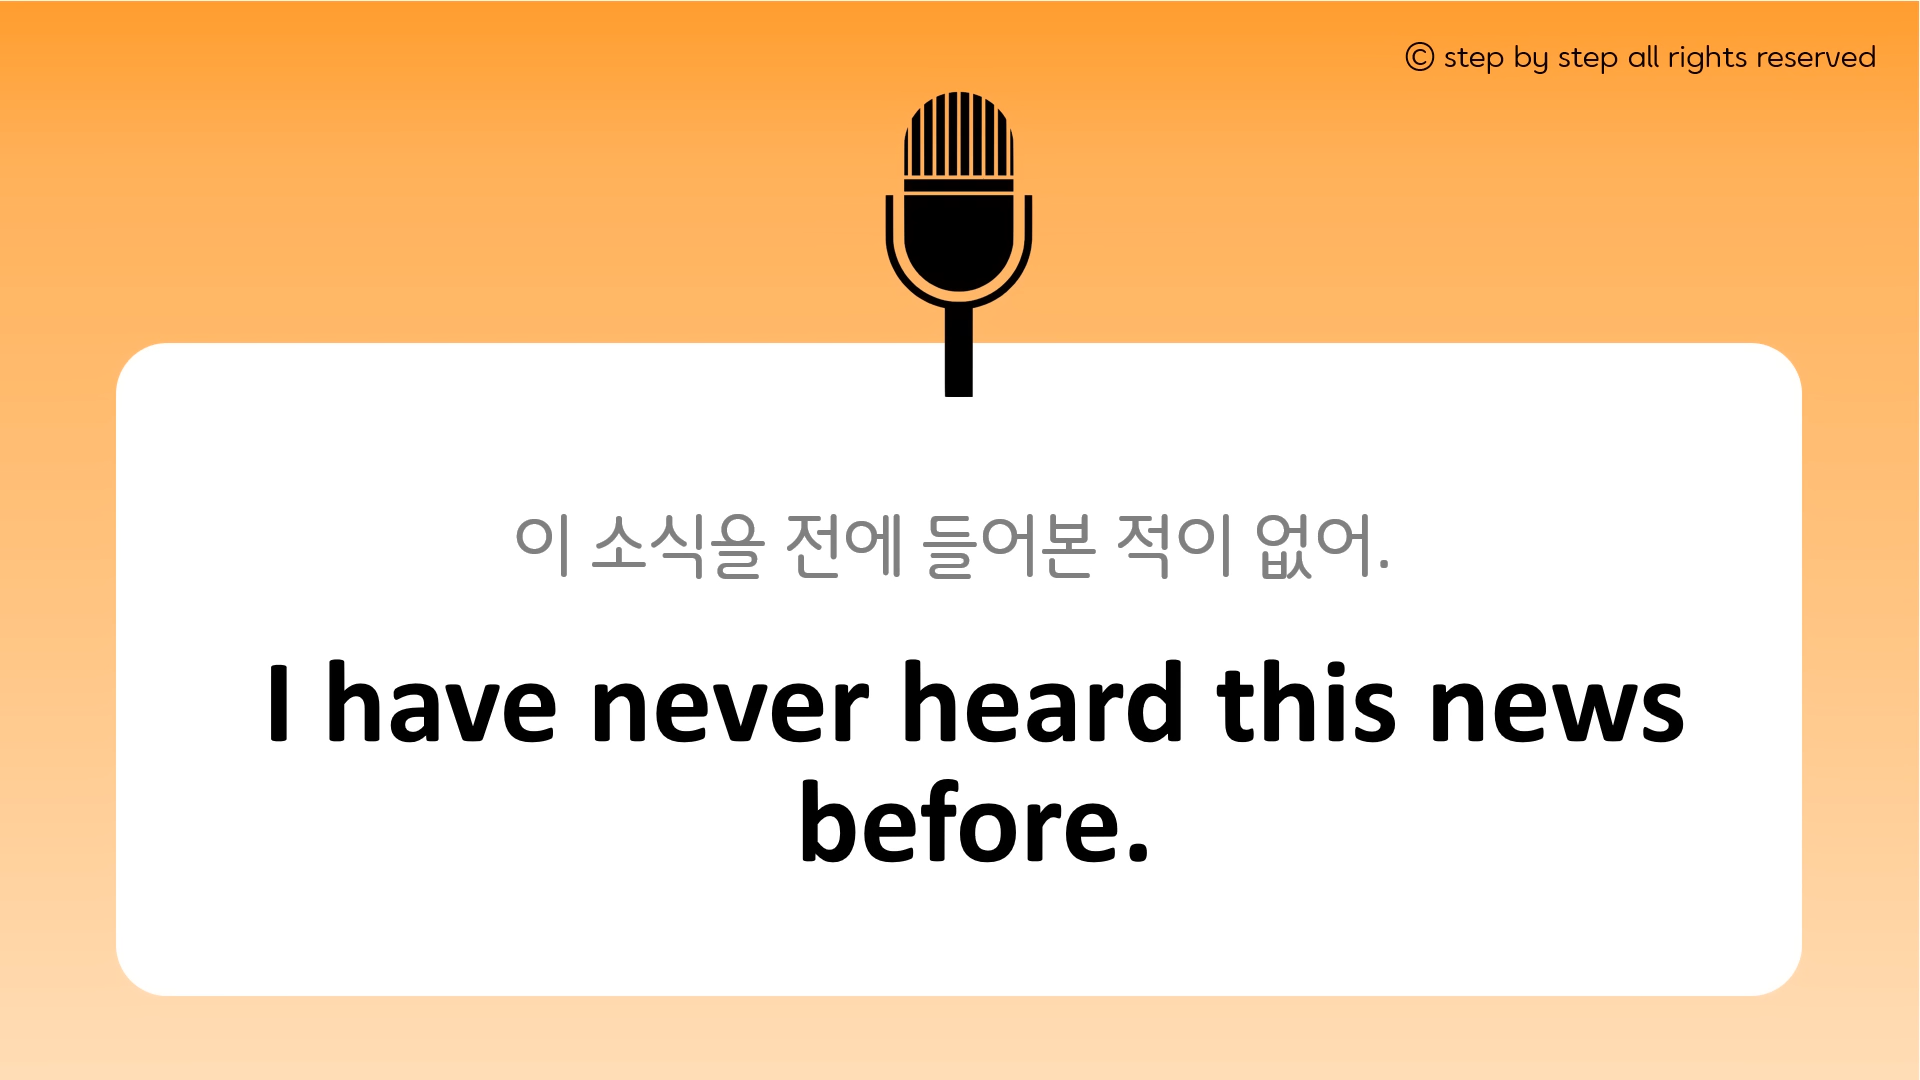 © step by step all rights reserved
이 소식을 전에 들어본 적이 없어.
I have never heard this news
before.